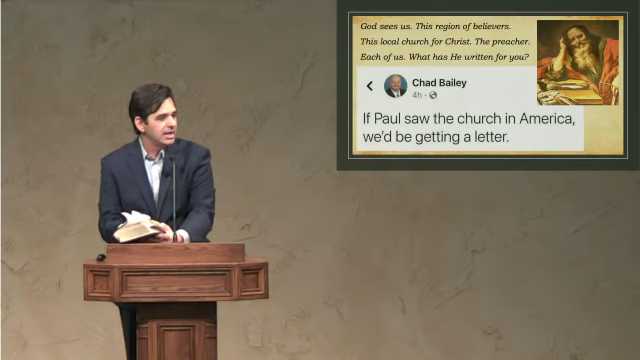 God sees us. This region of believers.
This local church for Christ. The preacher.
Each of us. What has He written for you?
Chad Bailey
4h ·
If Paul saw the church in America,
we'd be getting a letter.